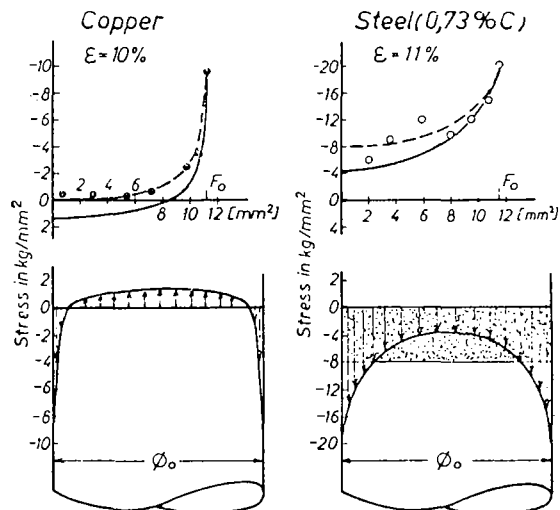 Copper
Steel (0,73%C)
ε=10%
ε=11%
-10
-8
-6
-4
-2
0
2
2 4 6 8 10 12 [mm²]
F₀
-20
-16
-12
-8
-4
0
4
2 4 6 8 10 12 [mm²]
F₀
Stress in kg/mm²
2
0
-2
-4
-6
-8
-10
Ø₀
Stress in kg/mm²
4
0
-4
-8
-12
-16
-20
Ø₀